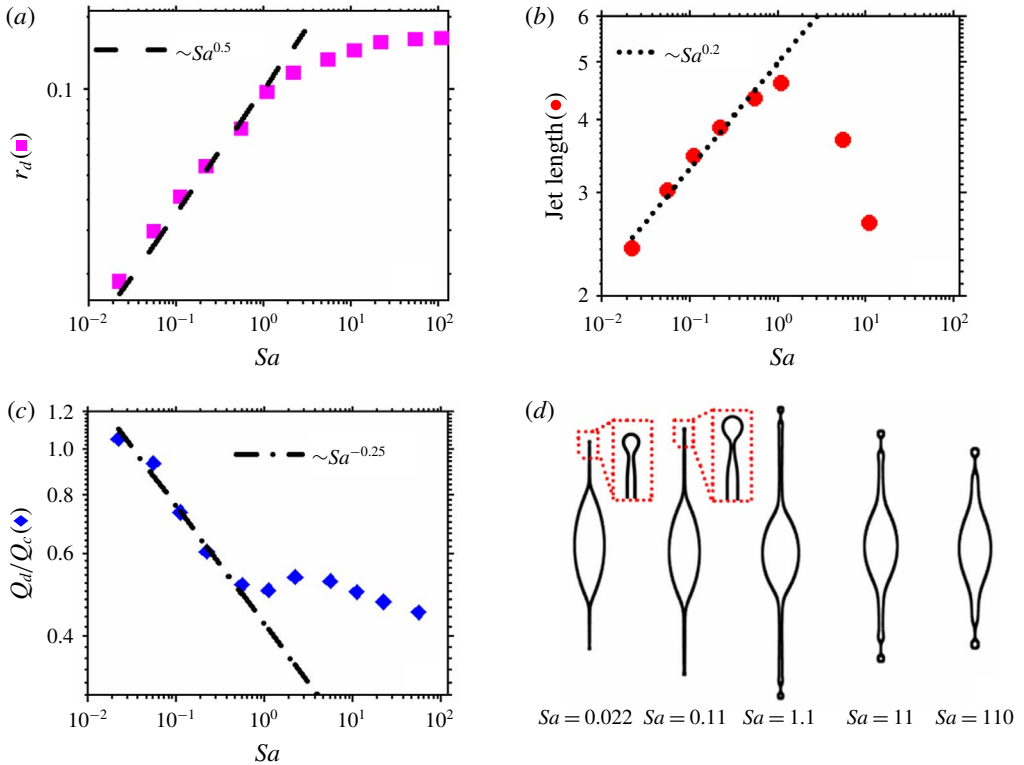 (a)
0.1
~Sa^0.5
r_d(■)
10^−2 10^−1 10^0 10^1 10^2
Sa
(b)
6
5
4
3
2
~Sa^0.2
Jet length(●)
10^−2 10^−1 10^0 10^1 10^2
Sa
(c)
1.2
1.0
0.8
0.6
0.4
~Sa^−0.25
Q_d/Q_c(◆)
10^−2 10^−1 10^0 10^1 10^2
Sa
(d)
Sa = 0.022 Sa = 0.11 Sa = 1.1 Sa = 11 Sa = 110